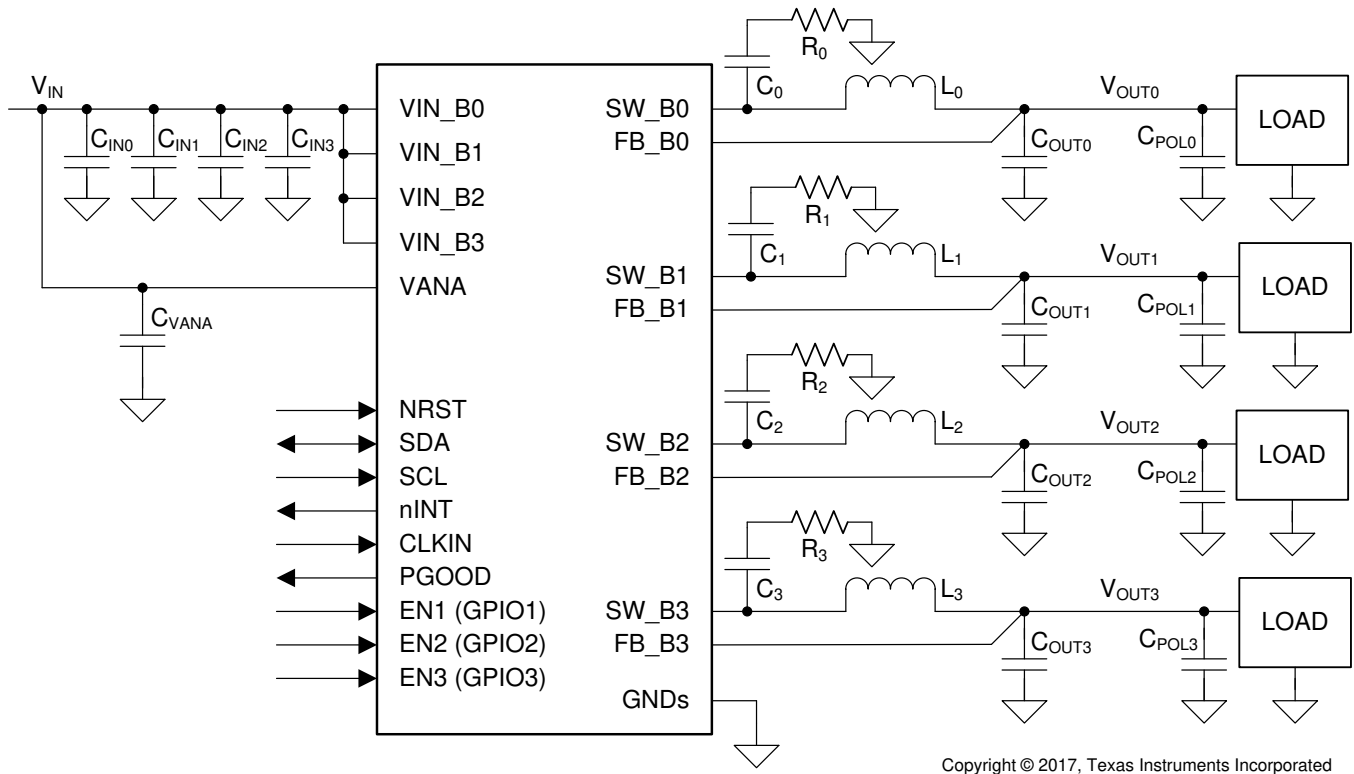 V_IN
C_IN0
C_IN1
C_IN2
C_IN3
C_VANA
VIN_B0
VIN_B1
VIN_B2
VIN_B3
VANA
NRST
SDA
SCL
nINT
CLKIN
PGOOD
EN1 (GPIO1)
EN2 (GPIO2)
EN3 (GPIO3)
SW_B0
FB_B0
SW_B1
FB_B1
SW_B2
FB_B2
SW_B3
FB_B3
GNDs
R_0
C_0
L_0
V_OUT0
C_OUT0
C_POL0
LOAD
R_1
C_1
L_1
V_OUT1
C_OUT1
C_POL1
LOAD
R_2
C_2
L_2
V_OUT2
C_OUT2
C_POL2
LOAD
R_3
C_3
L_3
V_OUT3
C_OUT3
C_POL3
LOAD
Copyright © 2017, Texas Instruments Incorporated